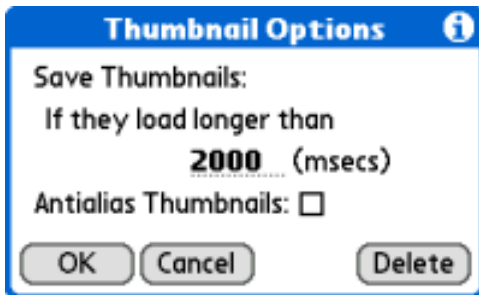 Thumbnail Options i
Save Thumbnails:
If they load longer than
2000 (msecs)
Antialias Thumbnails:
OK Cancel Delete